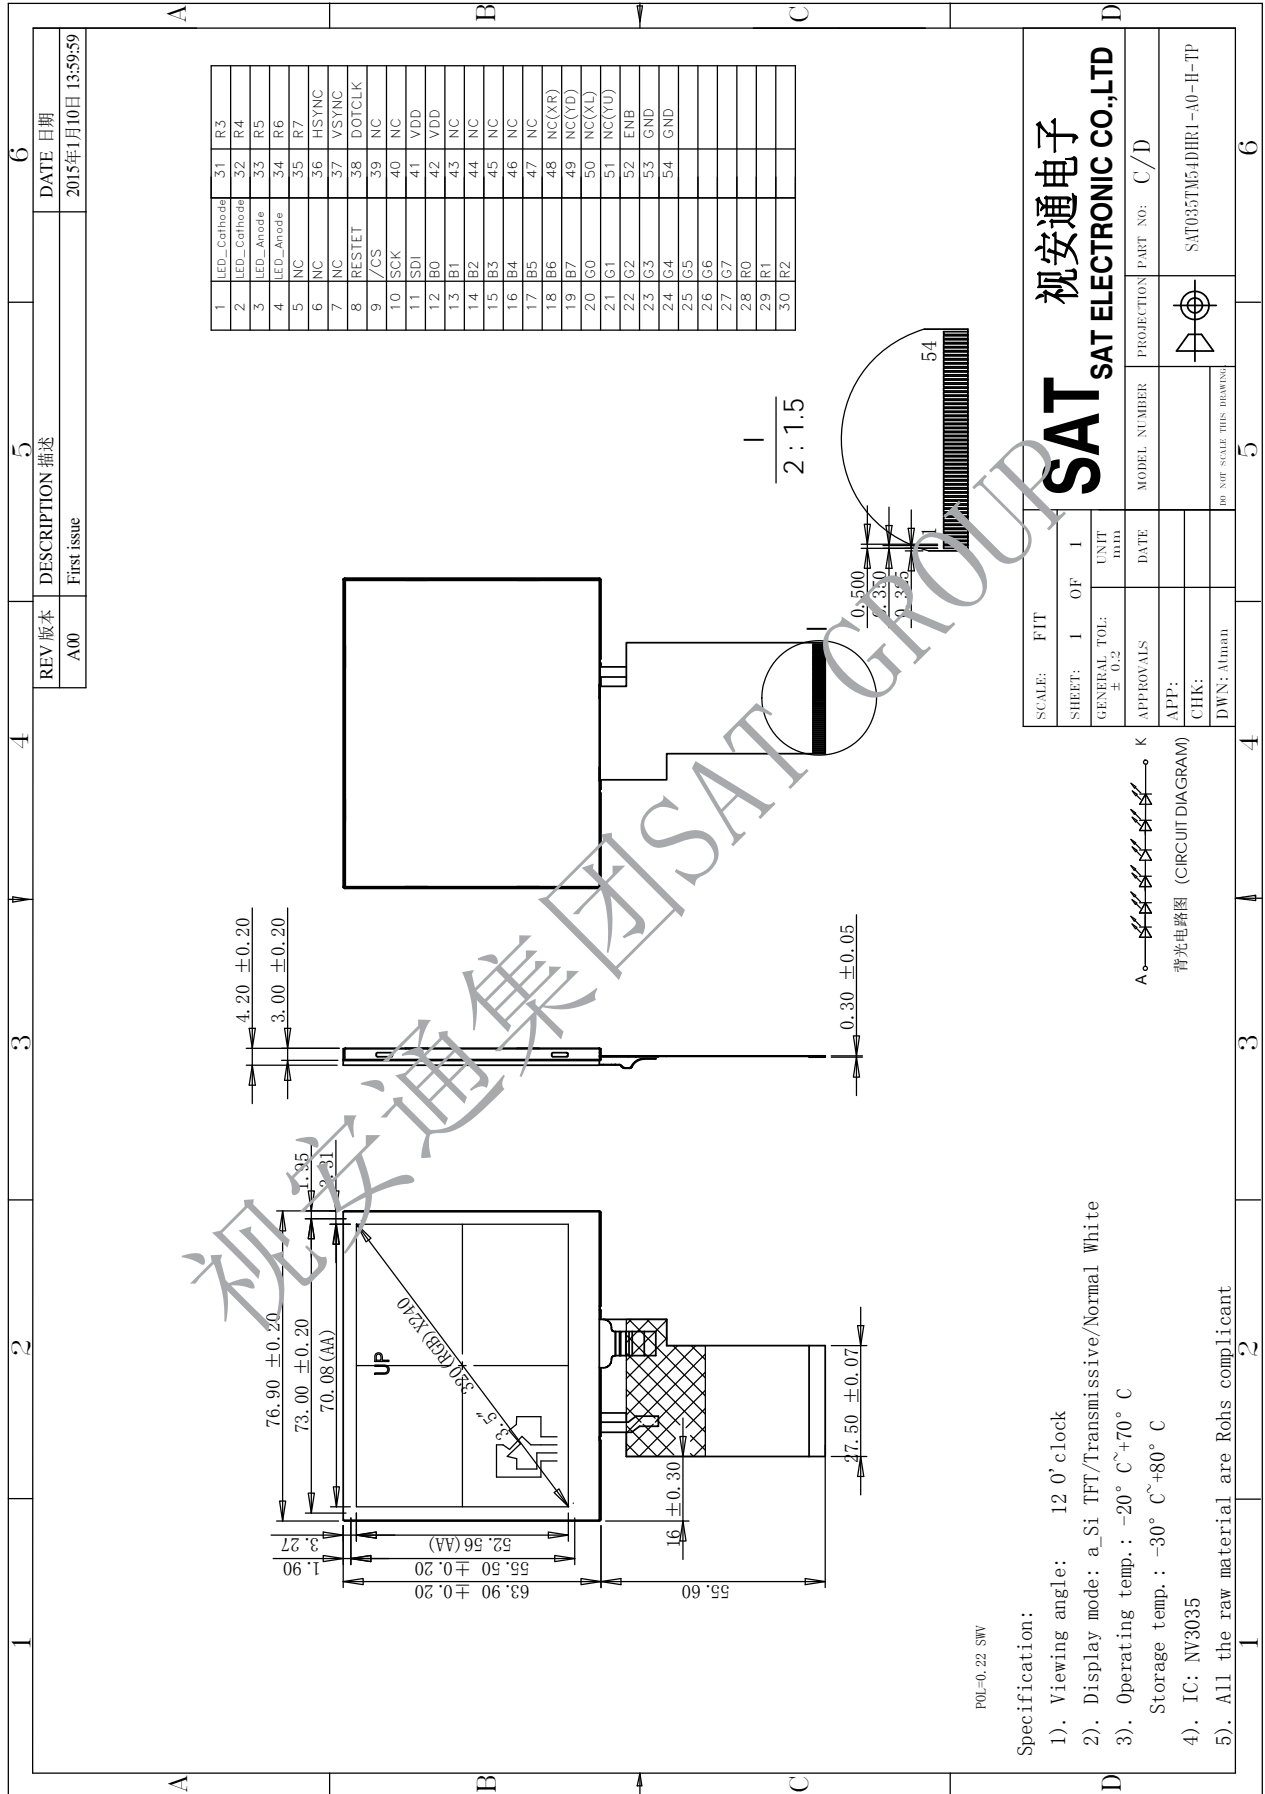 1 2 3 4 5 6
A
B
C
D
REV 版本 DESCRIPTION 描述 DATE 日期
A00 First issue 2015年1月10日 13:59:59
1 LED_Cathode 31 R3
2 LED_Cathode 32 R4
3 LED_Anode 33 R5
4 LED_Anode 34 R6
5 NC 35 R7
6 NC 36 HSYNC
7 NC 37 VSYNC
8 RESTET 38 DOTCLK
9 /CS 39 NC
10 SCK 40 NC
11 SDI 41 VDD
12 B0 42 VDD
13 B1 43 NC
14 B2 44 NC
15 B3 45 NC
16 B4 46 NC
17 B5 47 NC
18 B6 48 NC(XR)
19 B7 49 NC(YD)
20 G0 50 NC(XL)
21 G1 51 NC(YU)
22 G2 52 ENB
23 G3 53 GND
24 G4 54 GND
25 G5
26 G6
27 G7
28 R0
29 R1
30 R2
76.90 ±0.20
73.00 ±0.20
70.08(AA)
1.95
3.27
1.90
52.56(AA)
55.50 ±0.20
63.90 ±0.20
55.60
16 ±0.30
27.50 ±0.07
UP
320(RGB)X240
3.5"
4.20 ±0.20
3.00 ±0.20
0.30 ±0.05
I
I
2 : 1.5
0.500
0.350
1
54
视安通集团SAT GROUP
POL=0.22 SWV
Specification:
1). Viewing angle: 12 O'clock
2). Display mode: a_Si TFT/Transmissive/Normal White
3). Operating temp.: -20° C~+70° C
Storage temp.: -30° C~+80° C
4). IC: NV3035
5). All the raw material are Rohs complicant
A K
背光电路图 (CIRCUIT DIAGRAM)
SCALE: FIT
SHEET: 1 OF 1
GENERAL TOL: ± 0.2
UNIT mm
APPROVALS DATE
APP:
CHK:
DWN: Atman
SAT 视安通电子
SAT ELECTRONIC CO.,LTD
MODEL NUMBER PROJECTION PART NO: C/D
SAT035TM54DHR1-A0-H-TP
DO NOT SCALE THIS DRAWING.
A
B
C
D
1 2 3 4 5 6